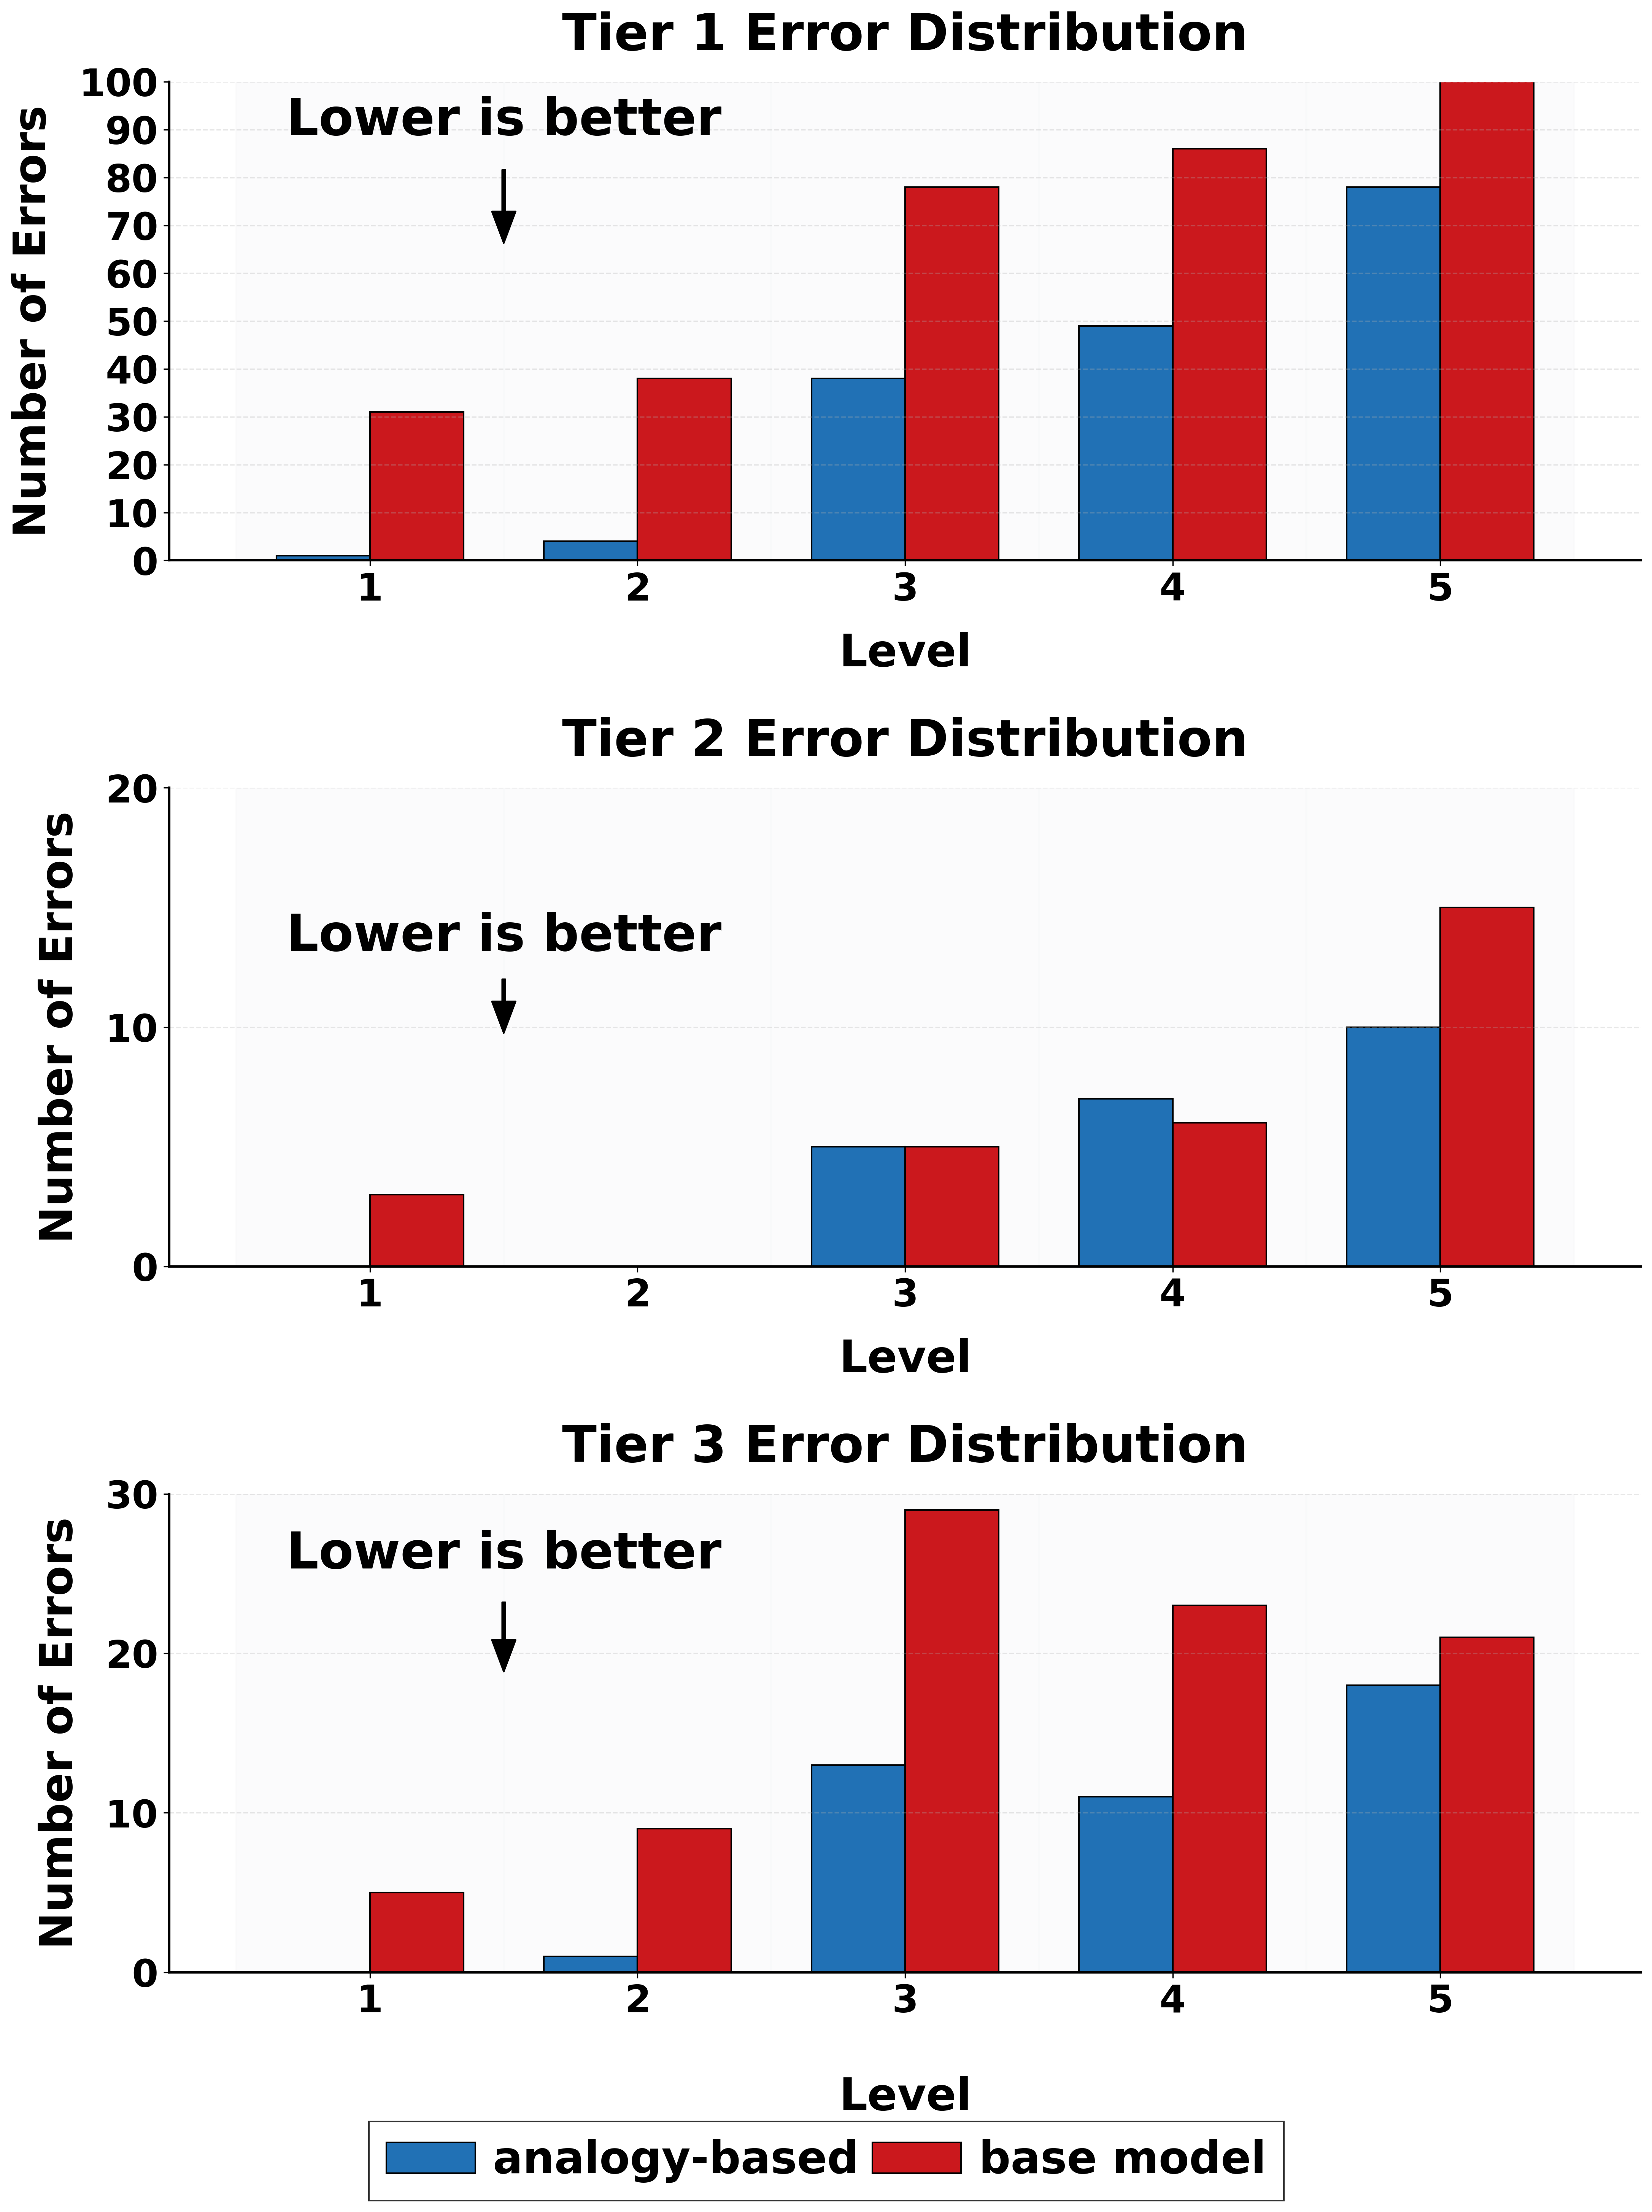 Tier 1 Error Distribution
Number of Errors
100
90
80
70
60
50
40
30
20
10
0
Lower is better
1 2 3 4 5
Level
Tier 2 Error Distribution
Number of Errors
20
10
0
Lower is better
1 2 3 4 5
Level
Tier 3 Error Distribution
Number of Errors
30
20
10
0
Lower is better
1 2 3 4 5
Level
analogy-based base model